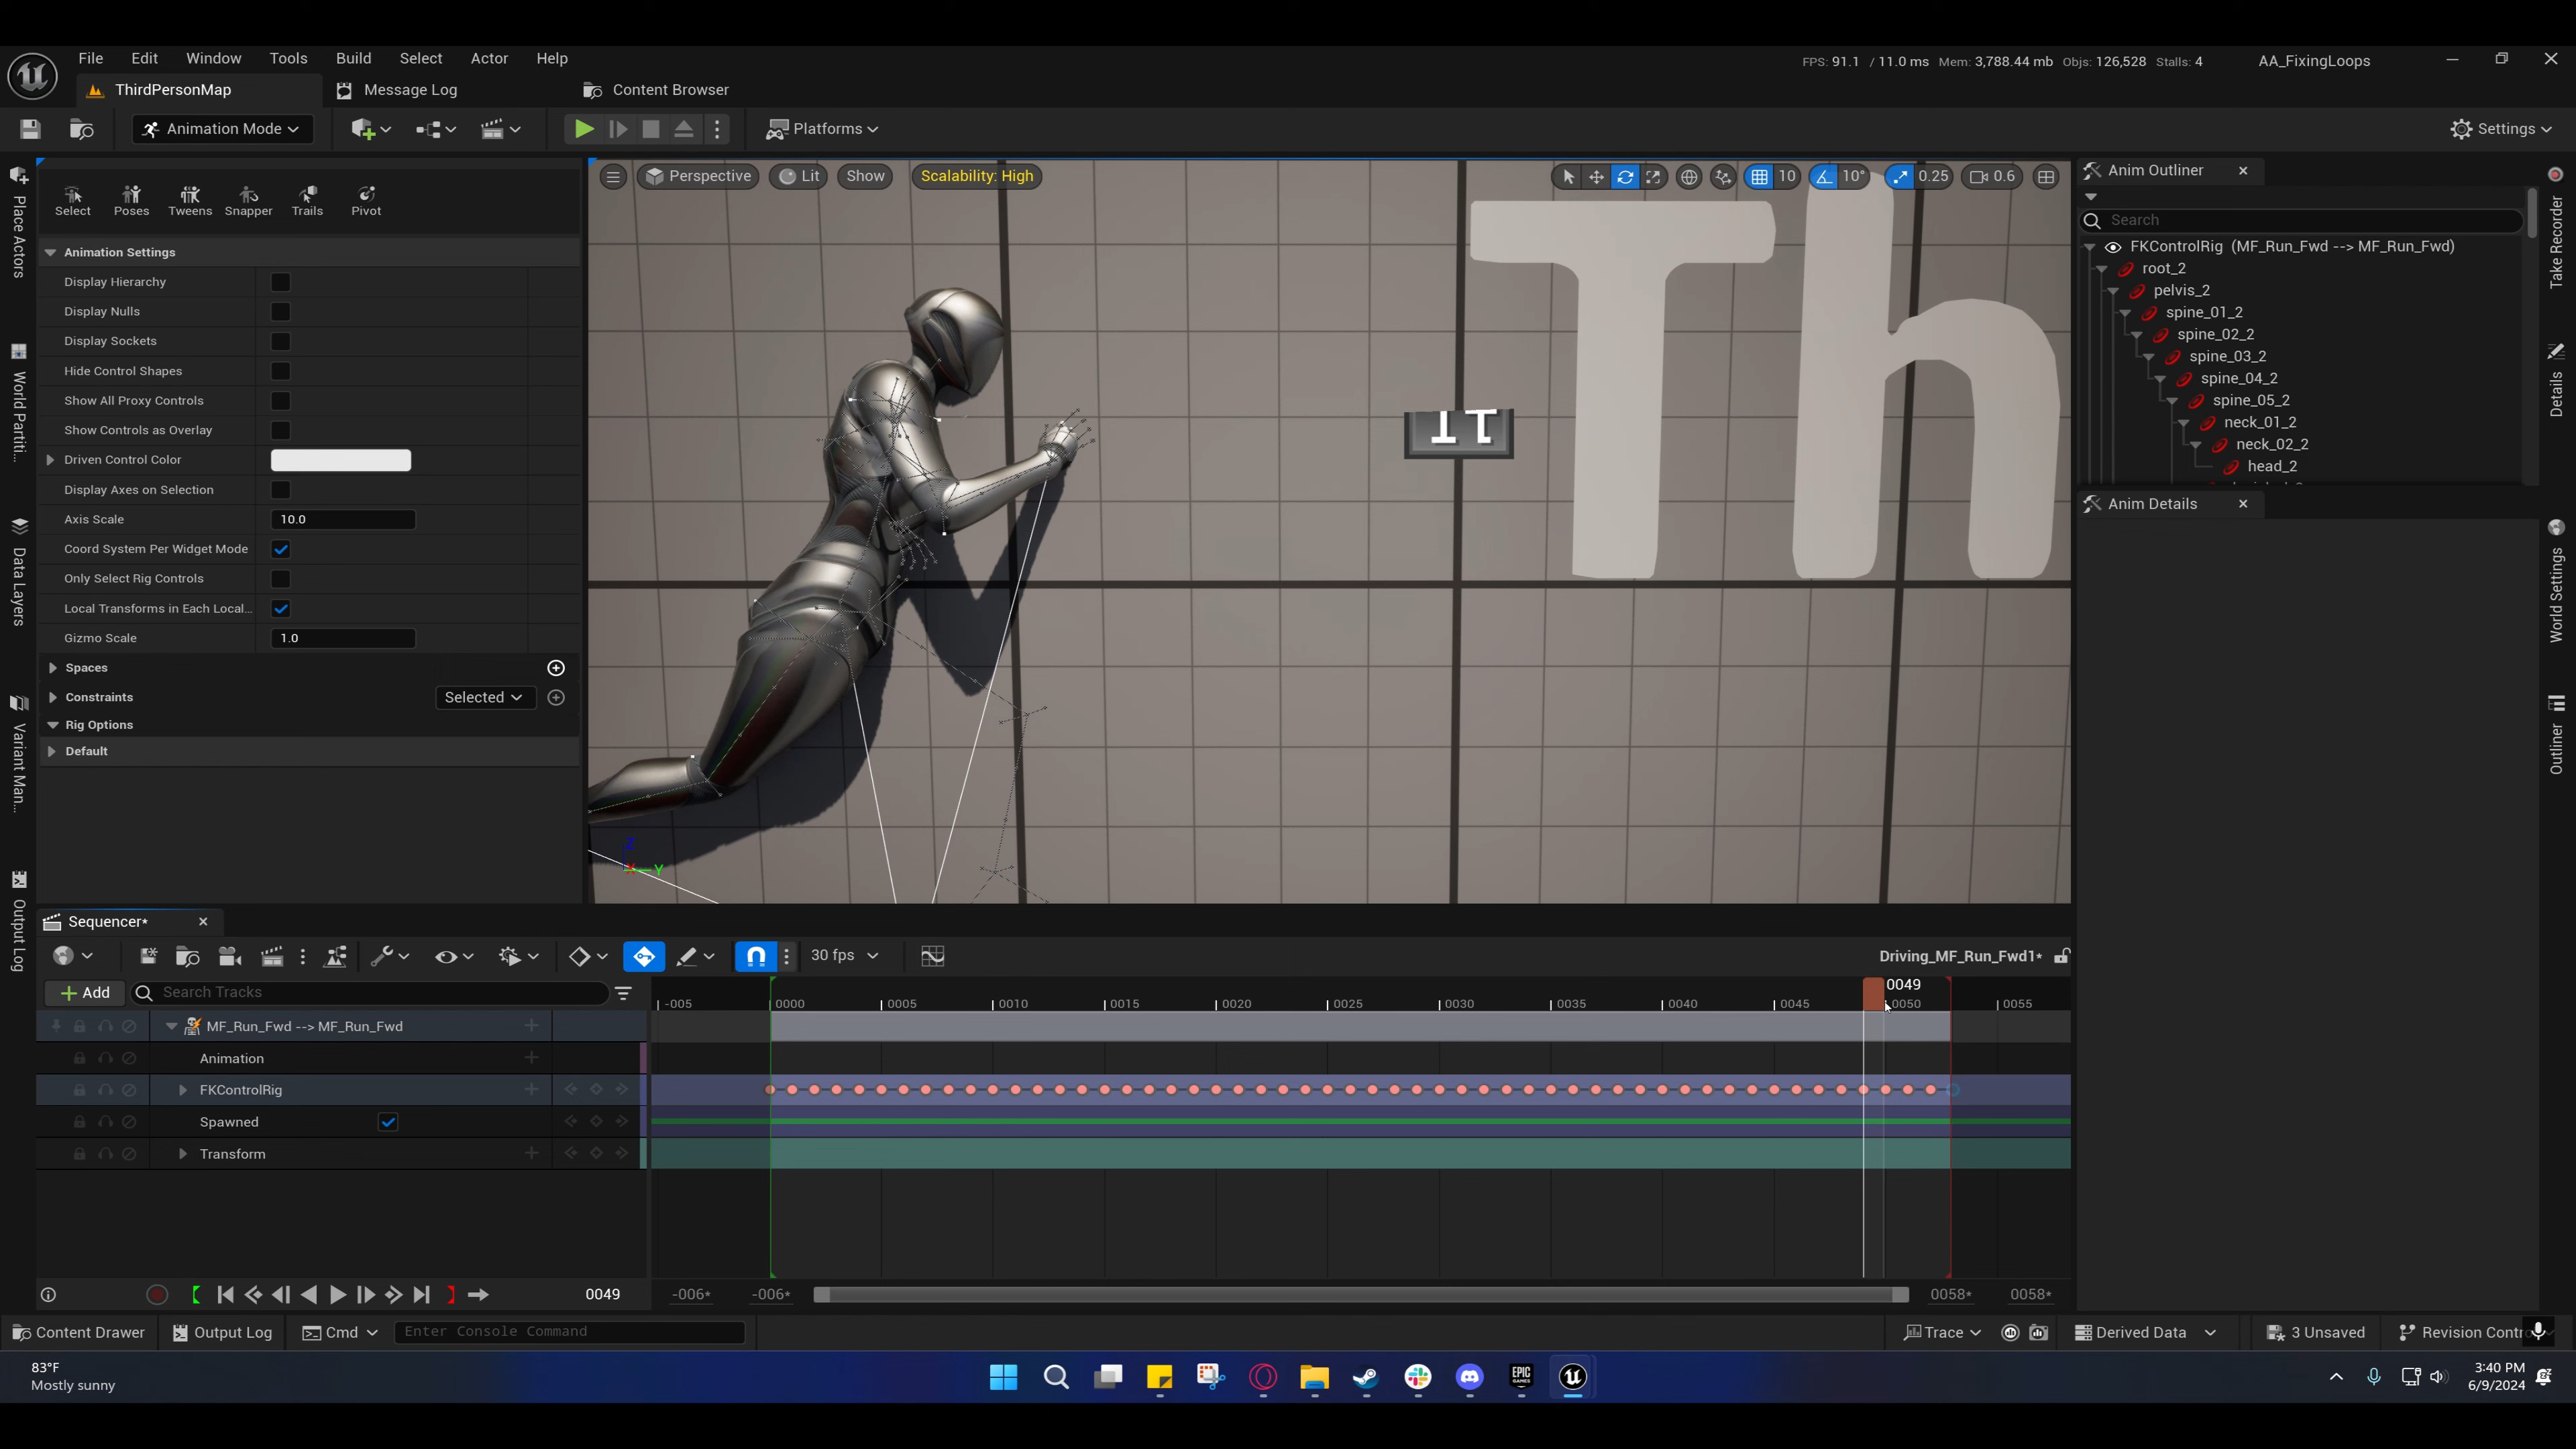 File Edit Window Tools Build Select Actor Help
FPS: 91.1 / 11.0 ms Mem: 3,788.44 mb Objs: 126,528 Stalls: 4
AA_FixingLoops
ThirdPersonMap
Message Log
Content Browser
Animation Mode
Platforms
Settings
Place Actors
World Partiti...
Data Layers
Variant Man...
Output Log
Select Poses Tweens Snapper Trails Pivot
Animation Settings
Display Hierarchy
Display Nulls
Display Sockets
Hide Control Shapes
Show All Proxy Controls
Show Controls as Overlay
Driven Control Color
Display Axes on Selection
Axis Scale 10.0
Coord System Per Widget Mode
Only Select Rig Controls
Local Transforms in Each Local...
Gizmo Scale 1.0
Spaces
Constraints Selected
Rig Options
Default
Perspective Lit Show Scalability: High
10 10° 0.25 0.6
Th
Z
X Y
Anim Outliner
Search
FKControlRig (MF_Run_Fwd --> MF_Run_Fwd)
root_2
pelvis_2
spine_01_2
spine_02_2
spine_03_2
spine_04_2
spine_05_2
neck_01_2
neck_02_2
head_2
Anim Details
Take Recorder
Details
World Settings
Outliner
Sequencer*
30 fps
Driving_MF_Run_Fwd1*
Add
Search Tracks
0049
-005 0000 0005 0010 0015 0020 0025 0030 0035 0040 0045 0050 0055
MF_Run_Fwd --> MF_Run_Fwd
Animation
FKControlRig
Spawned
Transform
0049
-006* -006* 0058* 0058*
Content Drawer Output Log Cmd Enter Console Command
Trace Derived Data 3 Unsaved Revision Contro
83°F
Mostly sunny
EPIC GAMES
3:40 PM
6/9/2024